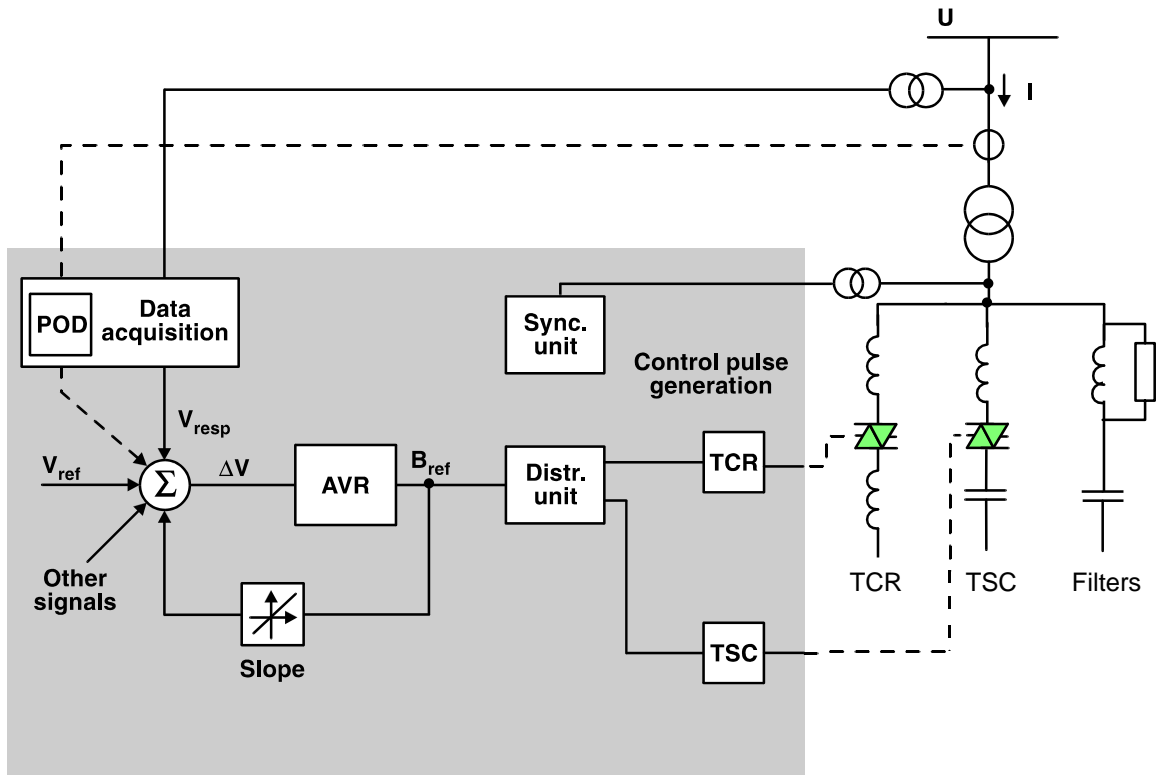 U
I
POD
Data
acquisition
Sync.
unit
Control pulse
generation
V_resp
V_ref
Σ
ΔV
AVR
B_ref
Distr.
unit
TCR
Other
signals
Slope
TSC
TCR
TSC
Filters